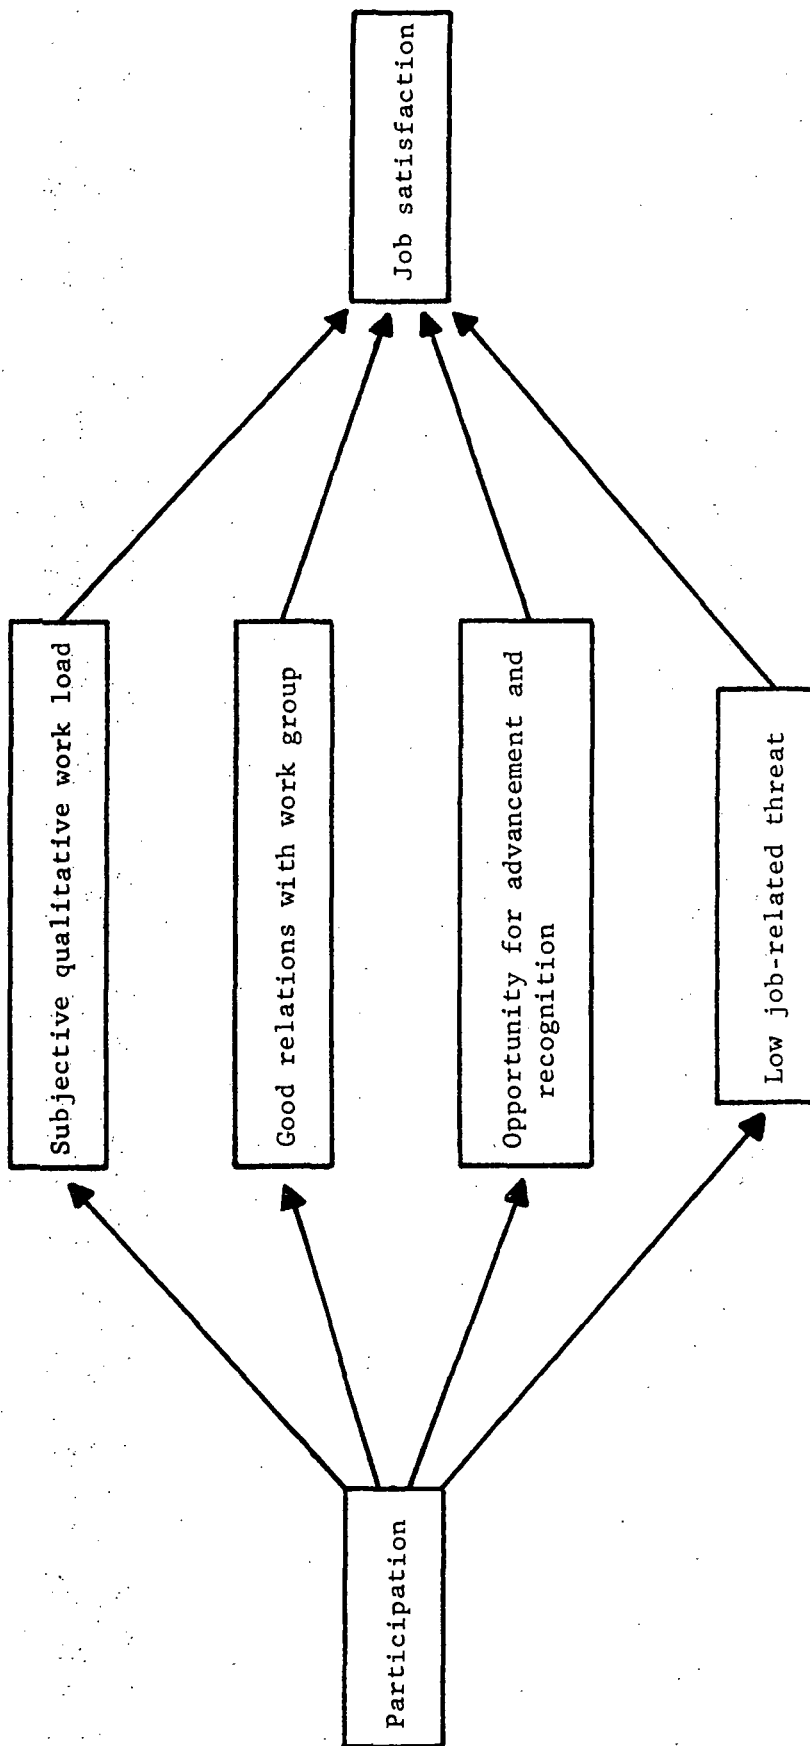 Participation
Subjective qualitative work load
Good relations with work group
Opportunity for advancement and
recognition
Low job-related threat
Job satisfaction